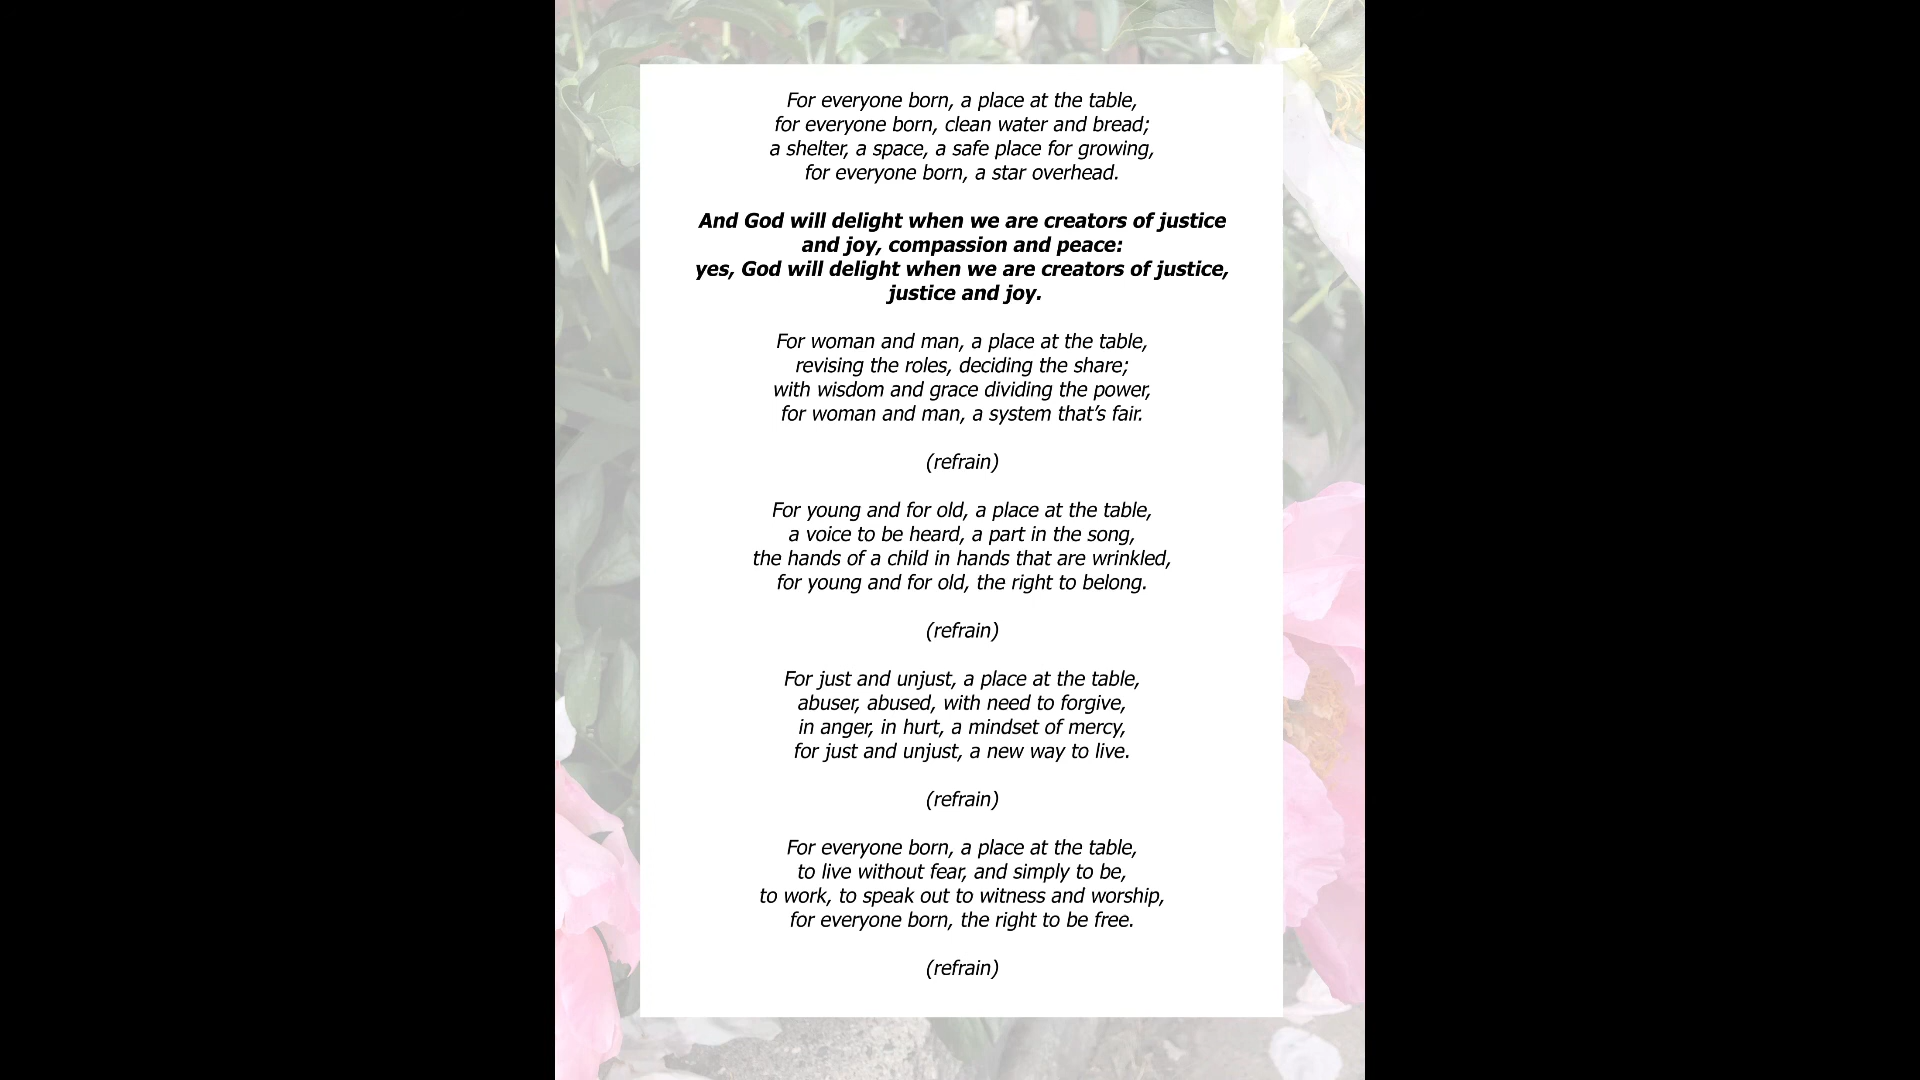 For everyone born, a place at the table,
for everyone born, clean water and bread;
a shelter, a space, a safe place for growing,
for everyone born, a star overhead.
And God will delight when we are creators of justice
and joy, compassion and peace:
yes, God will delight when we are creators of justice,
justice and joy.
For woman and man, a place at the table,
revising the roles, deciding the share;
with wisdom and grace dividing the power,
for woman and man, a system that’s fair.
(refrain)
For young and for old, a place at the table,
a voice to be heard, a part in the song,
the hands of a child in hands that are wrinkled,
for young and for old, the right to belong.
(refrain)
For just and unjust, a place at the table,
abuser, abused, with need to forgive,
in anger, in hurt, a mindset of mercy,
for just and unjust, a new way to live.
(refrain)
For everyone born, a place at the table,
to live without fear, and simply to be,
to work, to speak out to witness and worship,
for everyone born, the right to be free.
(refrain)